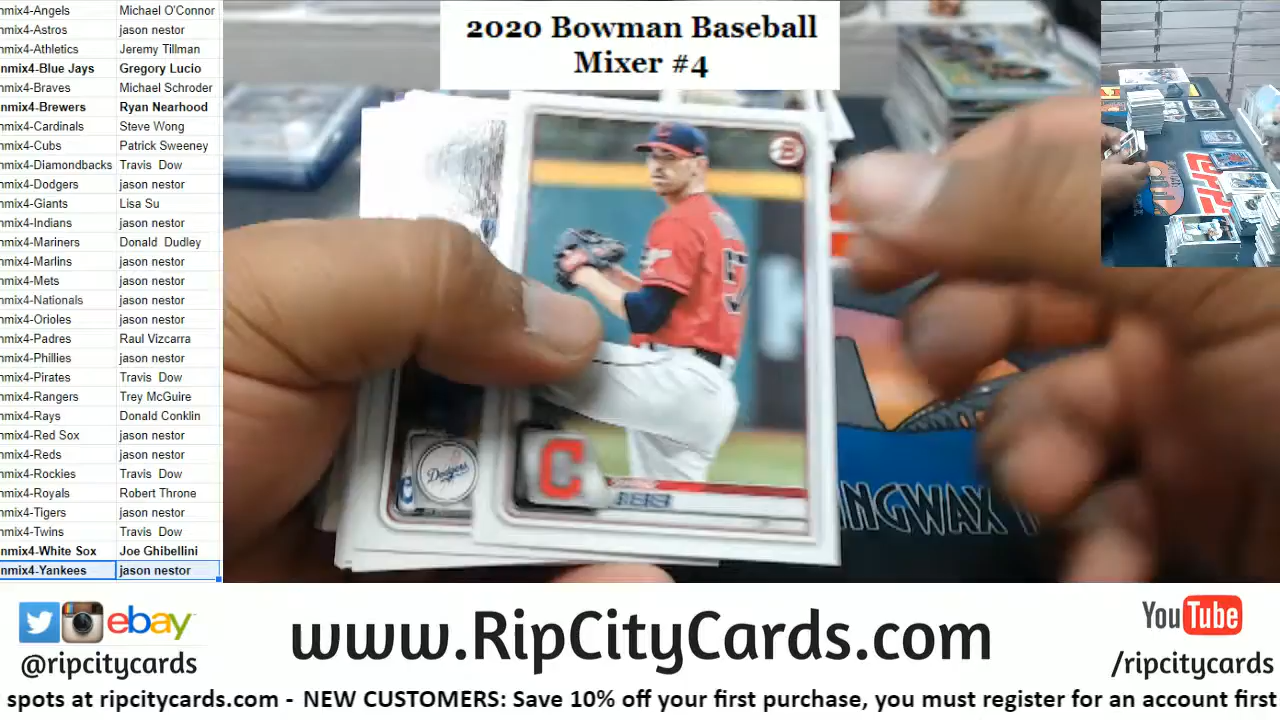 nmix4-Angels Michael O'Connor
nmix4-Astros jason nestor
nmix4-Athletics Jeremy Tillman
nmix4-Blue Jays Gregory Lucio
nmix4-Braves Michael Schroder
nmix4-Brewers Ryan Nearhood
nmix4-Cardinals Steve Wong
nmix4-Cubs Patrick Sweeney
nmix4-Diamondbacks Travis Dow
nmix4-Dodgers jason nestor
nmix4-Giants Lisa Su
nmix4-Indians jason nestor
nmix4-Mariners Donald Dudley
nmix4-Marlins jason nestor
nmix4-Mets jason nestor
nmix4-Nationals jason nestor
nmix4-Orioles jason nestor
nmix4-Padres Raul Vizcarra
nmix4-Phillies jason nestor
nmix4-Pirates Travis Dow
nmix4-Rangers Trey McGuire
nmix4-Rays Donald Conklin
nmix4-Red Sox jason nestor
nmix4-Reds jason nestor
nmix4-Rockies Travis Dow
nmix4-Royals Robert Throne
nmix4-Tigers jason nestor
nmix4-Twins Travis Dow
nmix4-White Sox Joe Ghibellini
nmix4-Yankees jason nestor
2020 Bowman Baseball
Mixer #4
B
57
C
Dodgers
INGWAX
ebay
@ripcitycards
www.RipCityCards.com
YouTube
/ripcitycards
spots at ripcitycards.com - NEW CUSTOMERS: Save 10% off your first purchase, you must register for an account first